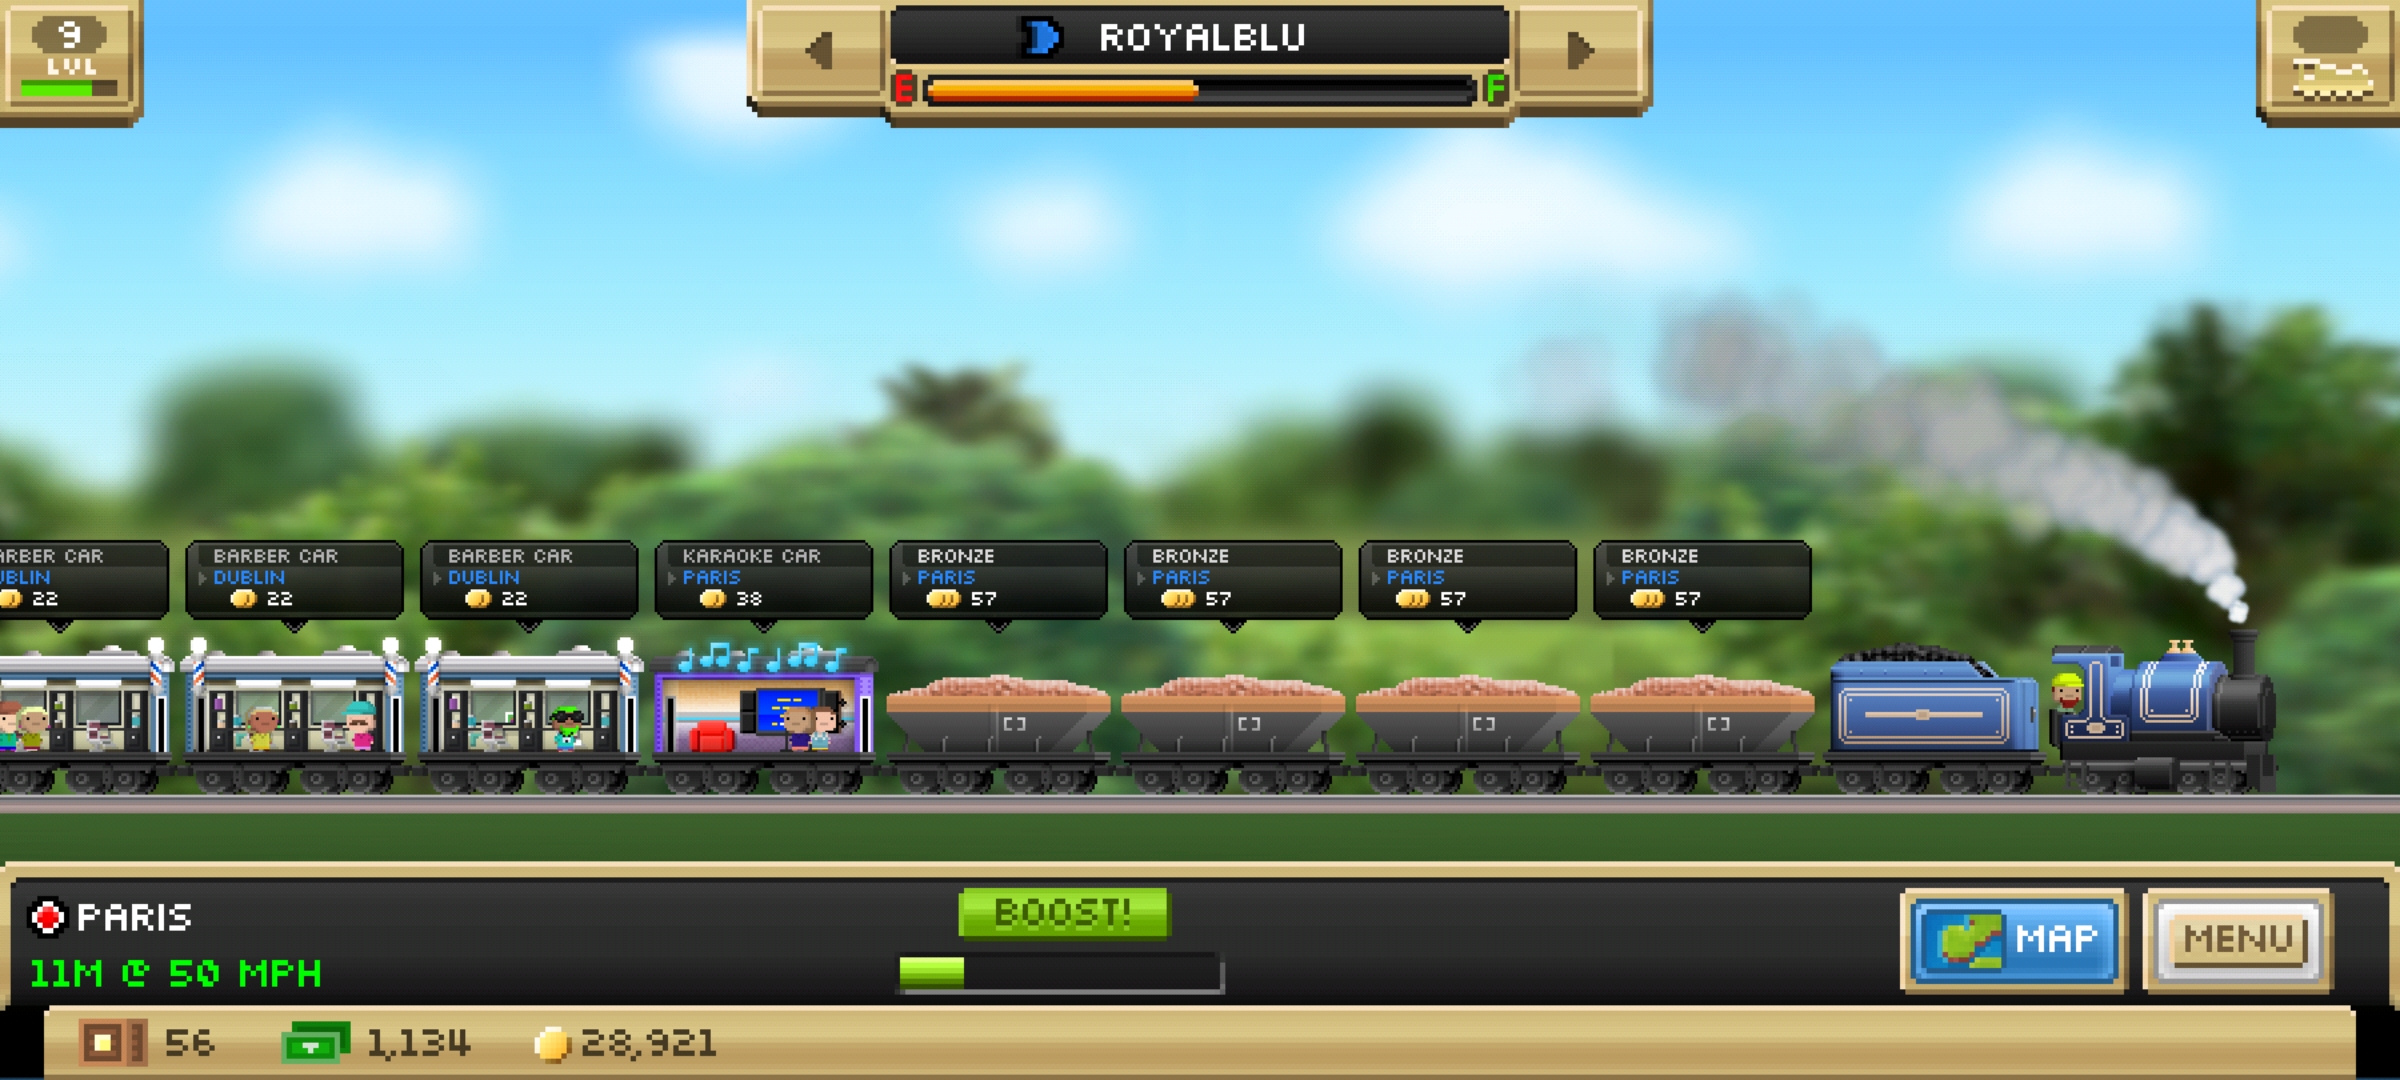 9
LVL
ROYALBLU
E F
ARBER CAR
UBLIN
22
BARBER CAR
DUBLIN
22
BARBER CAR
DUBLIN
22
KARAOKE CAR
PARIS
38
BRONZE
PARIS
57
BRONZE
PARIS
57
BRONZE
PARIS
57
BRONZE
PARIS
57
PARIS
11M @ 50 MPH
BOOST!
MAP
MENU
56
1,134
28,921